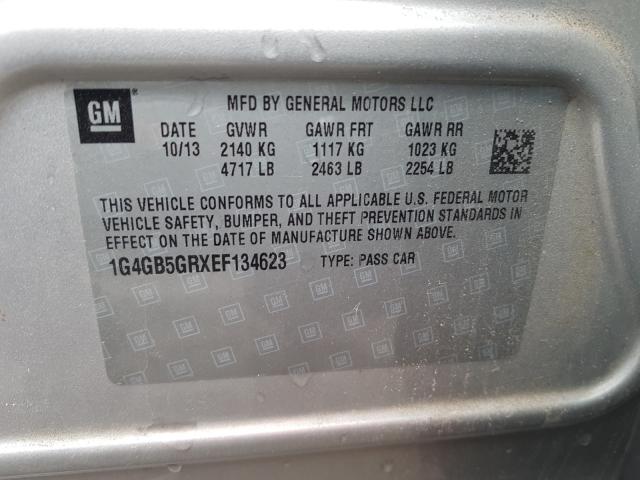 GM
MFD BY GENERAL MOTORS LLC
DATE GVWR GAWR FRT GAWR RR
10/13 2140 KG 1117 KG 1023 KG
4717 LB 2463 LB 2254 LB
THIS VEHICLE CONFORMS TO ALL APPLICABLE U.S. FEDERAL MOTOR
VEHICLE SAFETY, BUMPER, AND THEFT PREVENTION STANDARDS IN
EFFECT ON THE DATE OF MANUFACTURE SHOWN ABOVE.
1G4GB5GRXEF134623 TYPE: PASS CAR